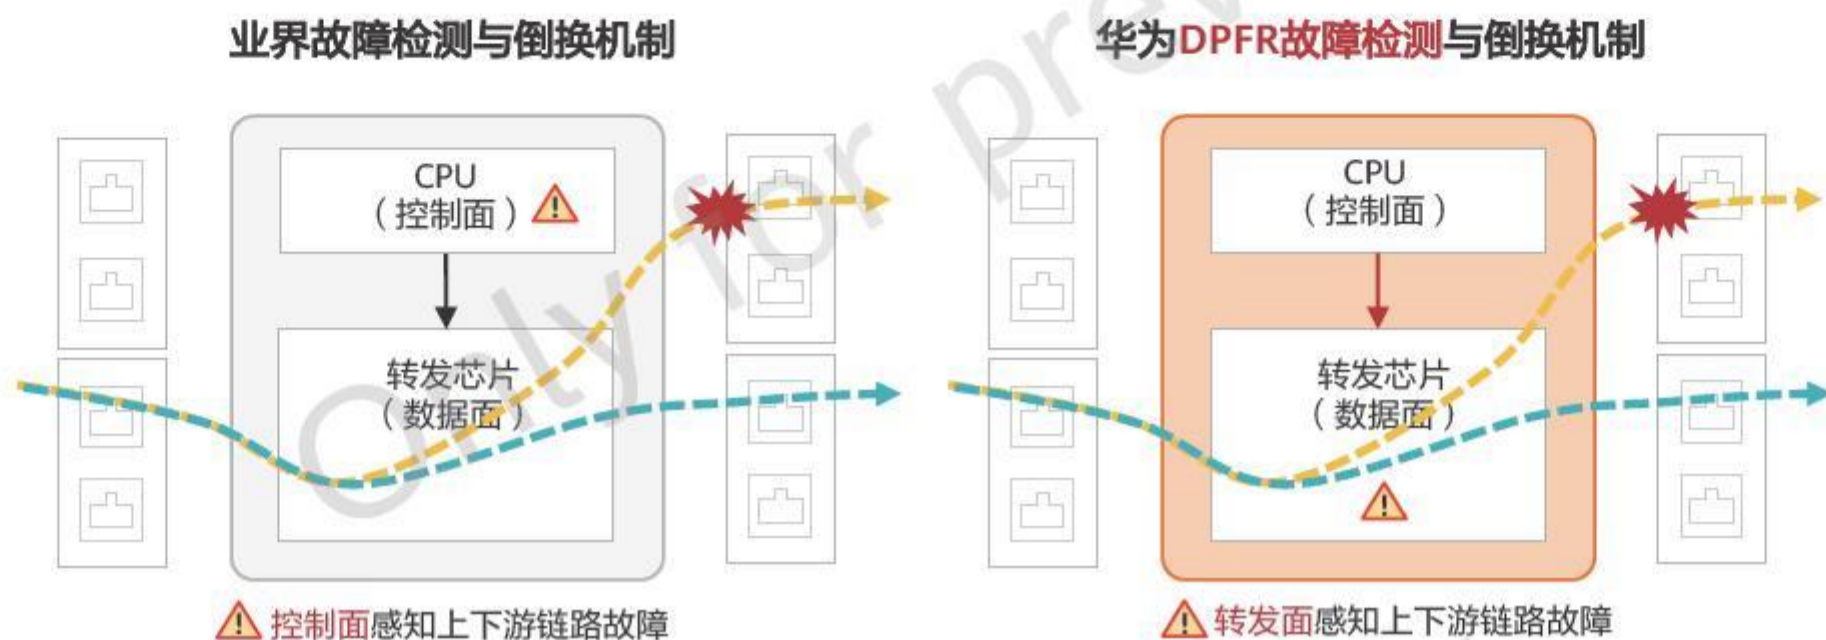 业界故障检测与倒换机制
CPU
（控制面）
转发芯片
（数据面）
控制面感知上下游链路故障
华为DPFR故障检测与倒换机制
CPU
（控制面）
转发芯片
（数据面）
转发面感知上下游链路故障
Only for prev